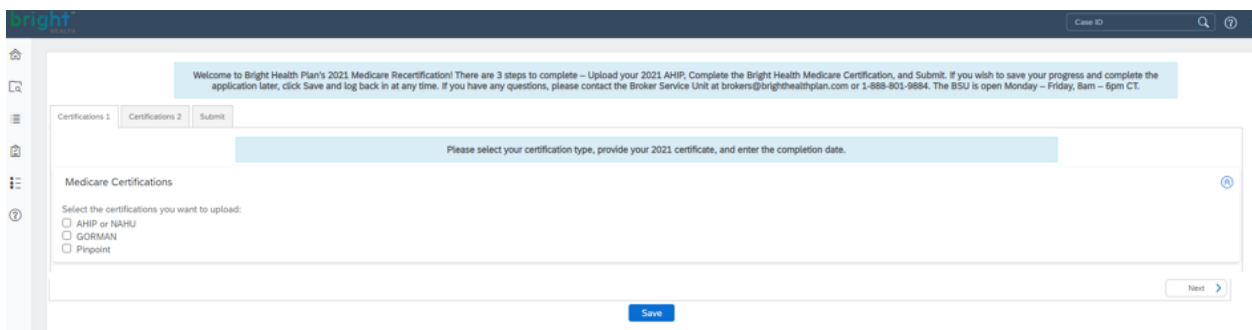 bright
HEALTH
Case ID
Welcome to Bright Health Plan's 2021 Medicare Recertification! There are 3 steps to complete – Upload your 2021 AHIP, Complete the Bright Health Medicare Certification, and Submit. If you wish to save your progress and complete the
application later, click Save and log back in at any time. If you have any questions, please contact the Broker Service Unit at brokers@brighthealthplan.com or 1-888-801-9884. The BSU is open Monday – Friday, 8am – 6pm CT.
Certifications 1 Certifications 2 Submit
Please select your certification type, provide your 2021 certificate, and enter the completion date.
Medicare Certifications
Select the certifications you want to upload:
AHIP or NAHU
GORMAN
Pinpoint
Next
Save